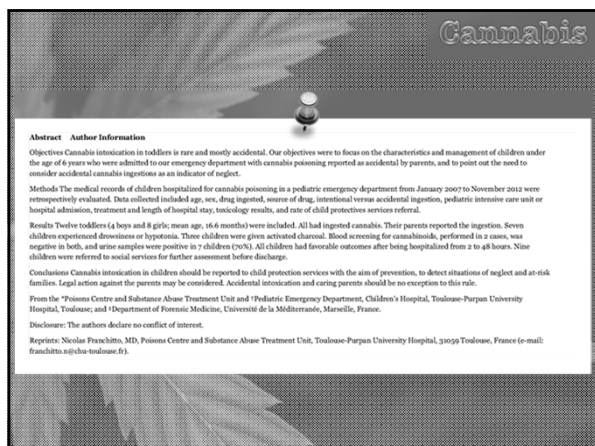 Cannabis
Abstract Author Information
Objectives Cannabis intoxication in toddlers is rare and mostly accidental. Our objectives were to focus on the characteristics and management of children under
the age of 6 years who were admitted to our emergency department with cannabis poisoning reported as accidental by parents, and to point out the need to
consider accidental cannabis ingestions as an indicator of neglect.
Methods The medical records of children hospitalized for cannabis poisoning in a pediatric emergency department from January 2007 to November 2012 were
retrospectively evaluated. Data collected included age, sex, drug ingested, source of drug, intentional versus accidental ingestion, pediatric intensive care unit or
hospital admission, treatment and length of hospital stay, toxicology results, and rate of child protective services referral.
Results Twelve toddlers (4 boys and 8 girls; mean age, 16.6 months) were included. All had ingested cannabis. Their parents reported the ingestion. Seven
children experienced drowsiness or hypotonia. Three children were given activated charcoal. Blood screening for cannabinoids, performed in 2 cases, was
negative in both, and urine samples were positive in 7 children (70%). All children had favorable outcomes after being hospitalized from 2 to 48 hours. Nine
children were referred to social services for further assessment before discharge.
Conclusions Cannabis intoxication in children should be reported to child protection services with the aim of prevention, to detect situations of neglect and at-risk
families. Legal action against the parents may be considered. Accidental intoxication and caring parents should be no exception to this rule.
From the *Poisons Centre and Substance Abuse Treatment Unit and †Pediatric Emergency Department, Children's Hospital, Toulouse-Purpan University
Hospital, Toulouse; and ‡Department of Forensic Medicine, Université de la Méditerranée, Marseille, France.
Disclosure: The authors declare no conflict of interest.
Reprints: Nicolas Franchitto, MD, Poisons Centre and Substance Abuse Treatment Unit, Toulouse-Purpan University Hospital, 31059 Toulouse, France (e-mail:
franchitto.n@chu-toulouse.fr).